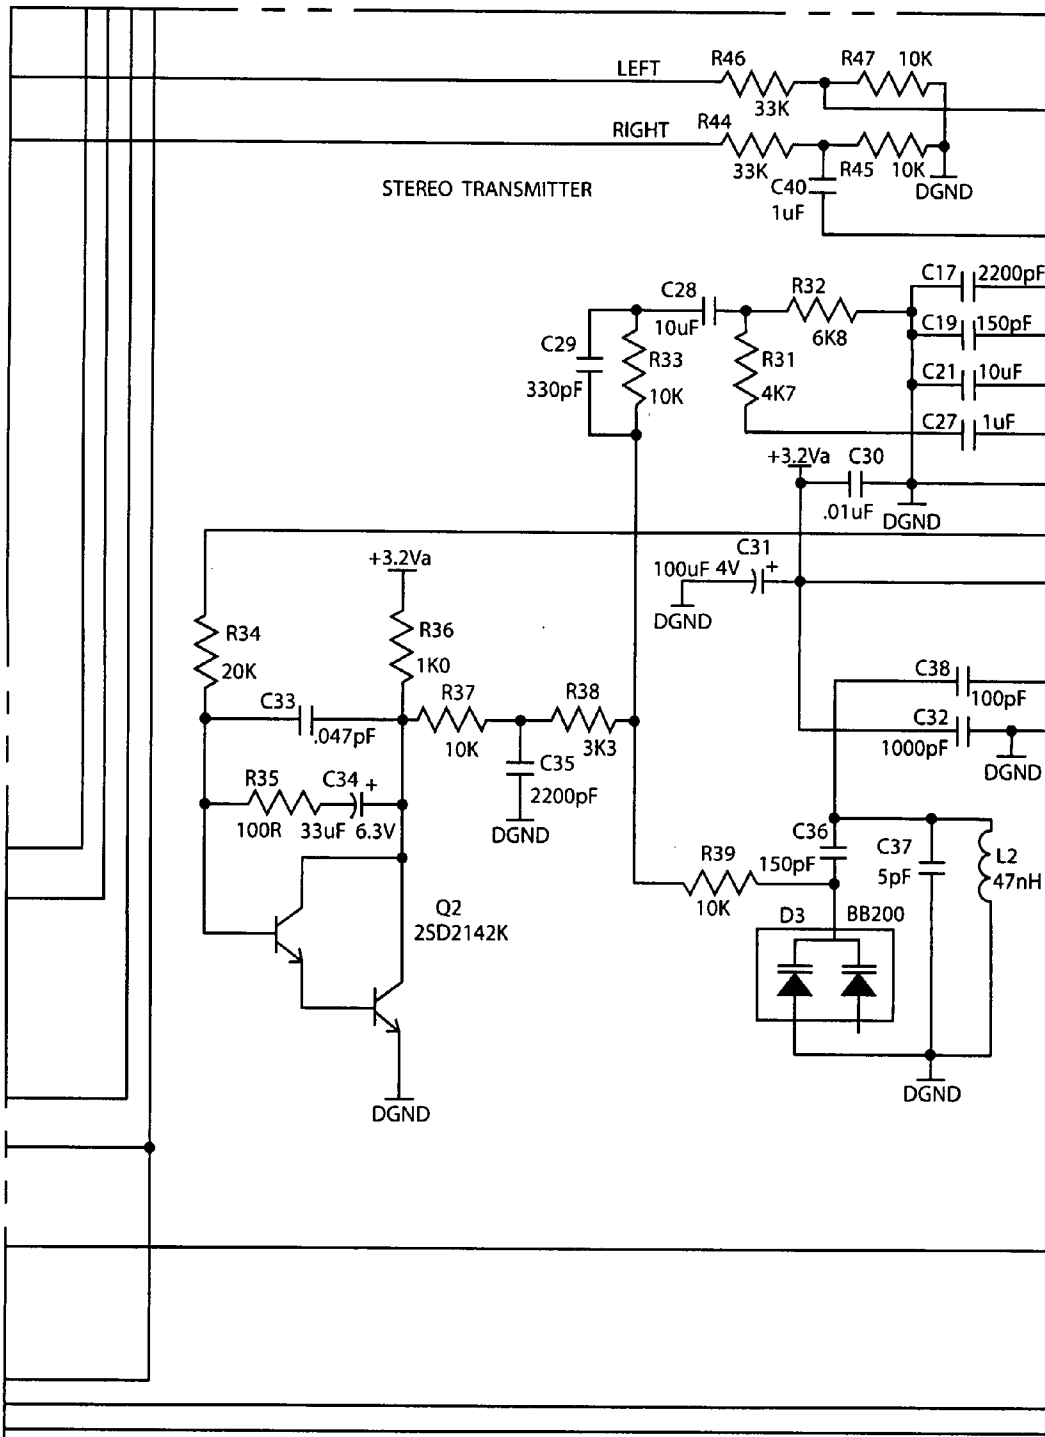 LEFT
R46
33K
R47 10K
RIGHT
R44
33K
C40
1uF
R45 10K
DGND
STEREO TRANSMITTER
C17 2200pF
C28
10uF
R32
6K8
C19 150pF
C29
330pF
R33
10K
R31
4K7
C21 10uF
C27 1uF
+3.2Va
C30
.01uF
DGND
C31
100uF 4V +
DGND
+3.2Va
R34
20K
R36
1K0
C33
.047pF
R37
10K
R38
3K3
C38
100pF
C32
1000pF
DGND
C35
2200pF
DGND
R35
100R
C34 +
33uF 6.3V
C36
150pF
C37
5pF
L2
47nH
R39
10K
Q2
2SD2142K
D3 BB200
DGND
DGND